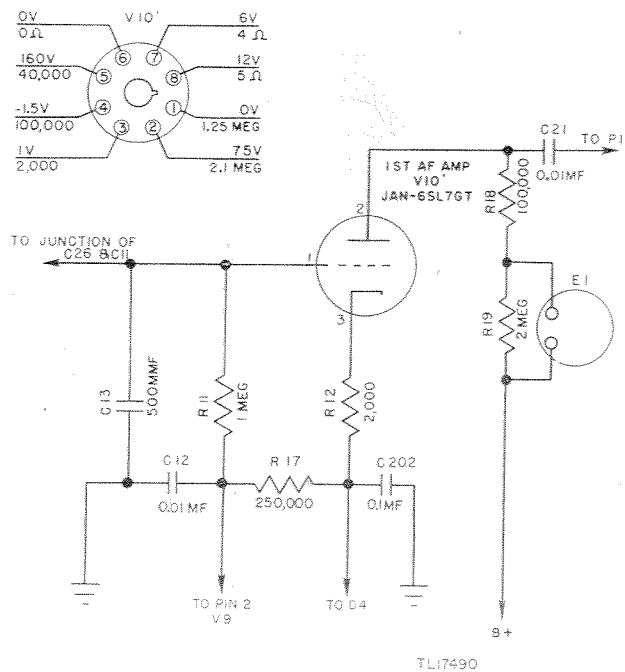 V10'
0V
0Ω
6V
4Ω
160V
40,000
12V
5Ω
-1.5V
100,000
0V
1.25 MEG
1V
2,000
75V
2.1 MEG
6
7
5
8
4
1
3
2
C21
TO P1
0.01MF
1ST AF AMP
V10'
JAN-6SL7GT
R18
100,000
2
TO JUNCTION OF
C26 & C11
1
3
E1
R19
2 MEG
C13
500MMF
R11
1 MEG
R12
2,000
C12
0.01MF
R17
250,000
C202
0.1MF
TO PIN 2
V9
TO D4
B+
TL17490